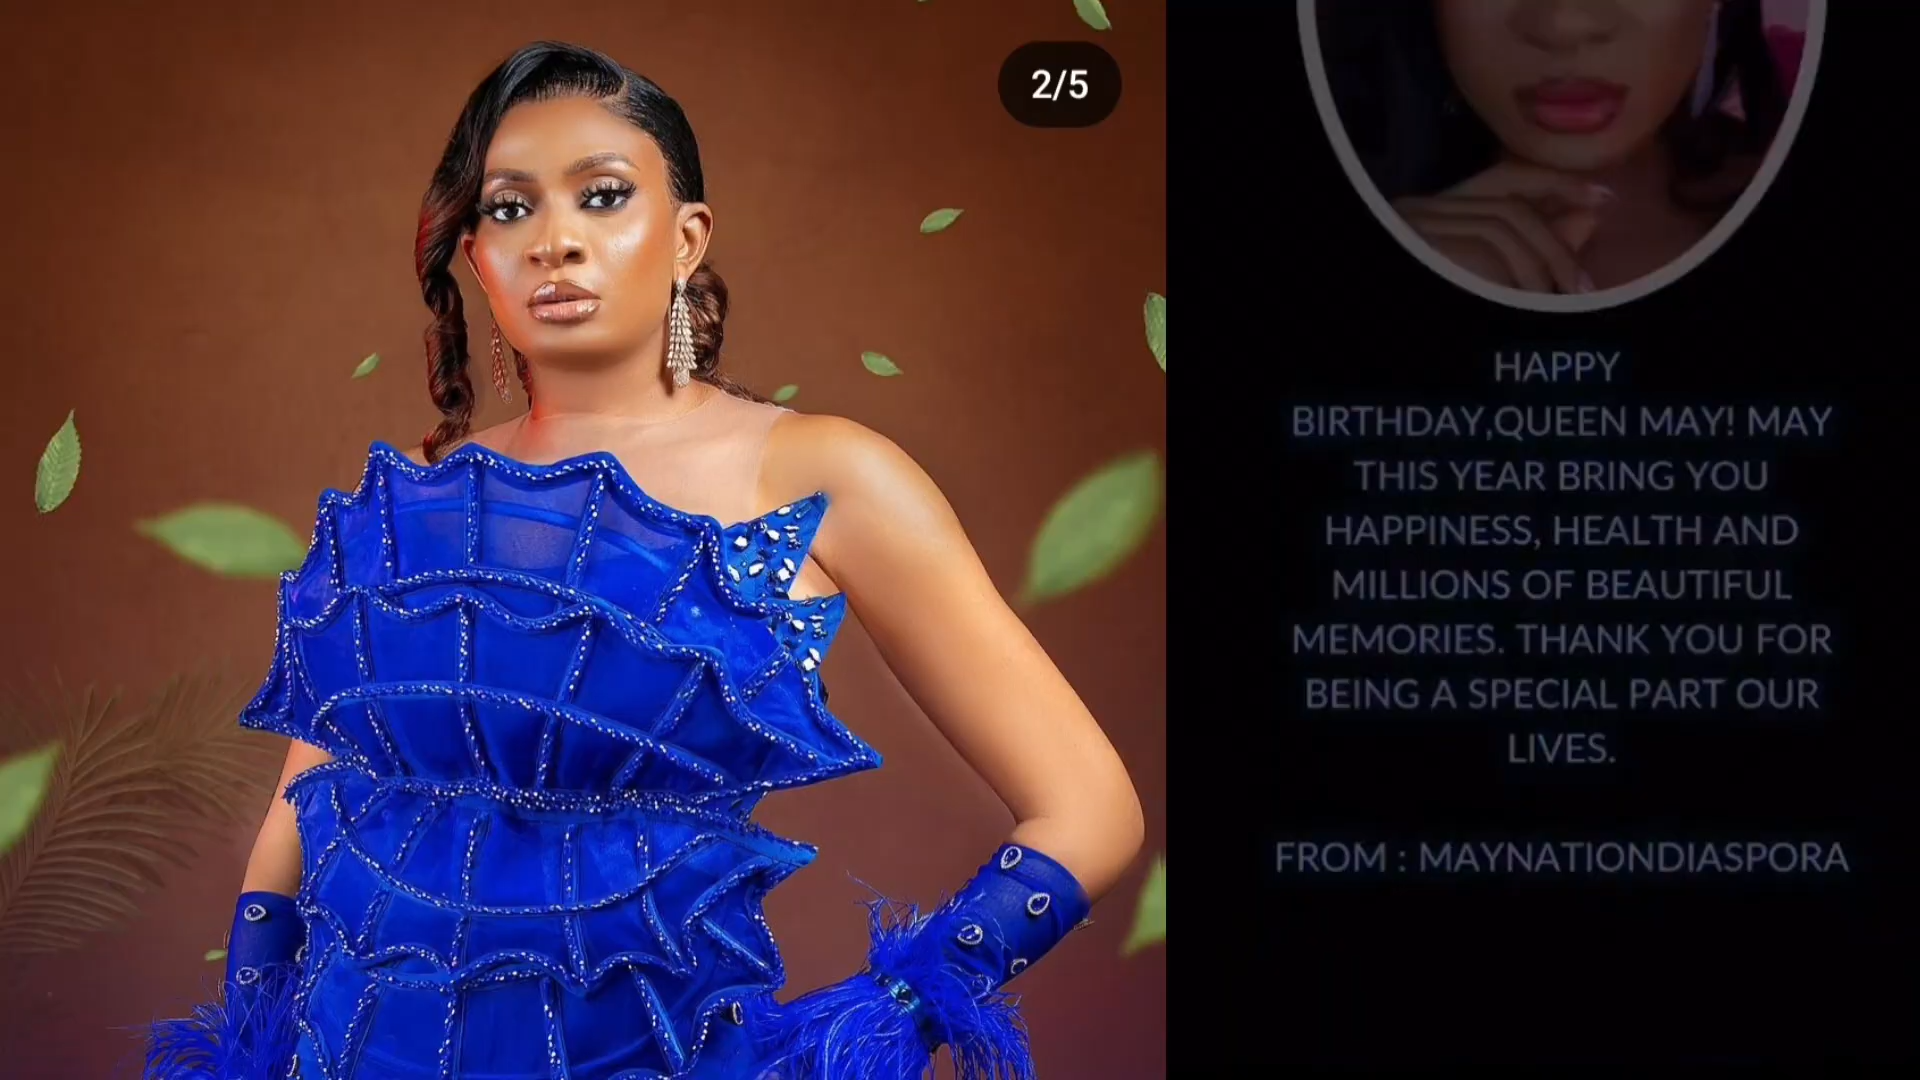 2/5
HAPPY
BIRTHDAY,QUEEN MAY! MAY
THIS YEAR BRING YOU
HAPPINESS, HEALTH AND
MILLIONS OF BEAUTIFUL
MEMORIES. THANK YOU FOR
BEING A SPECIAL PART OUR
LIVES.
FROM : MAYNATIONDIASPORA